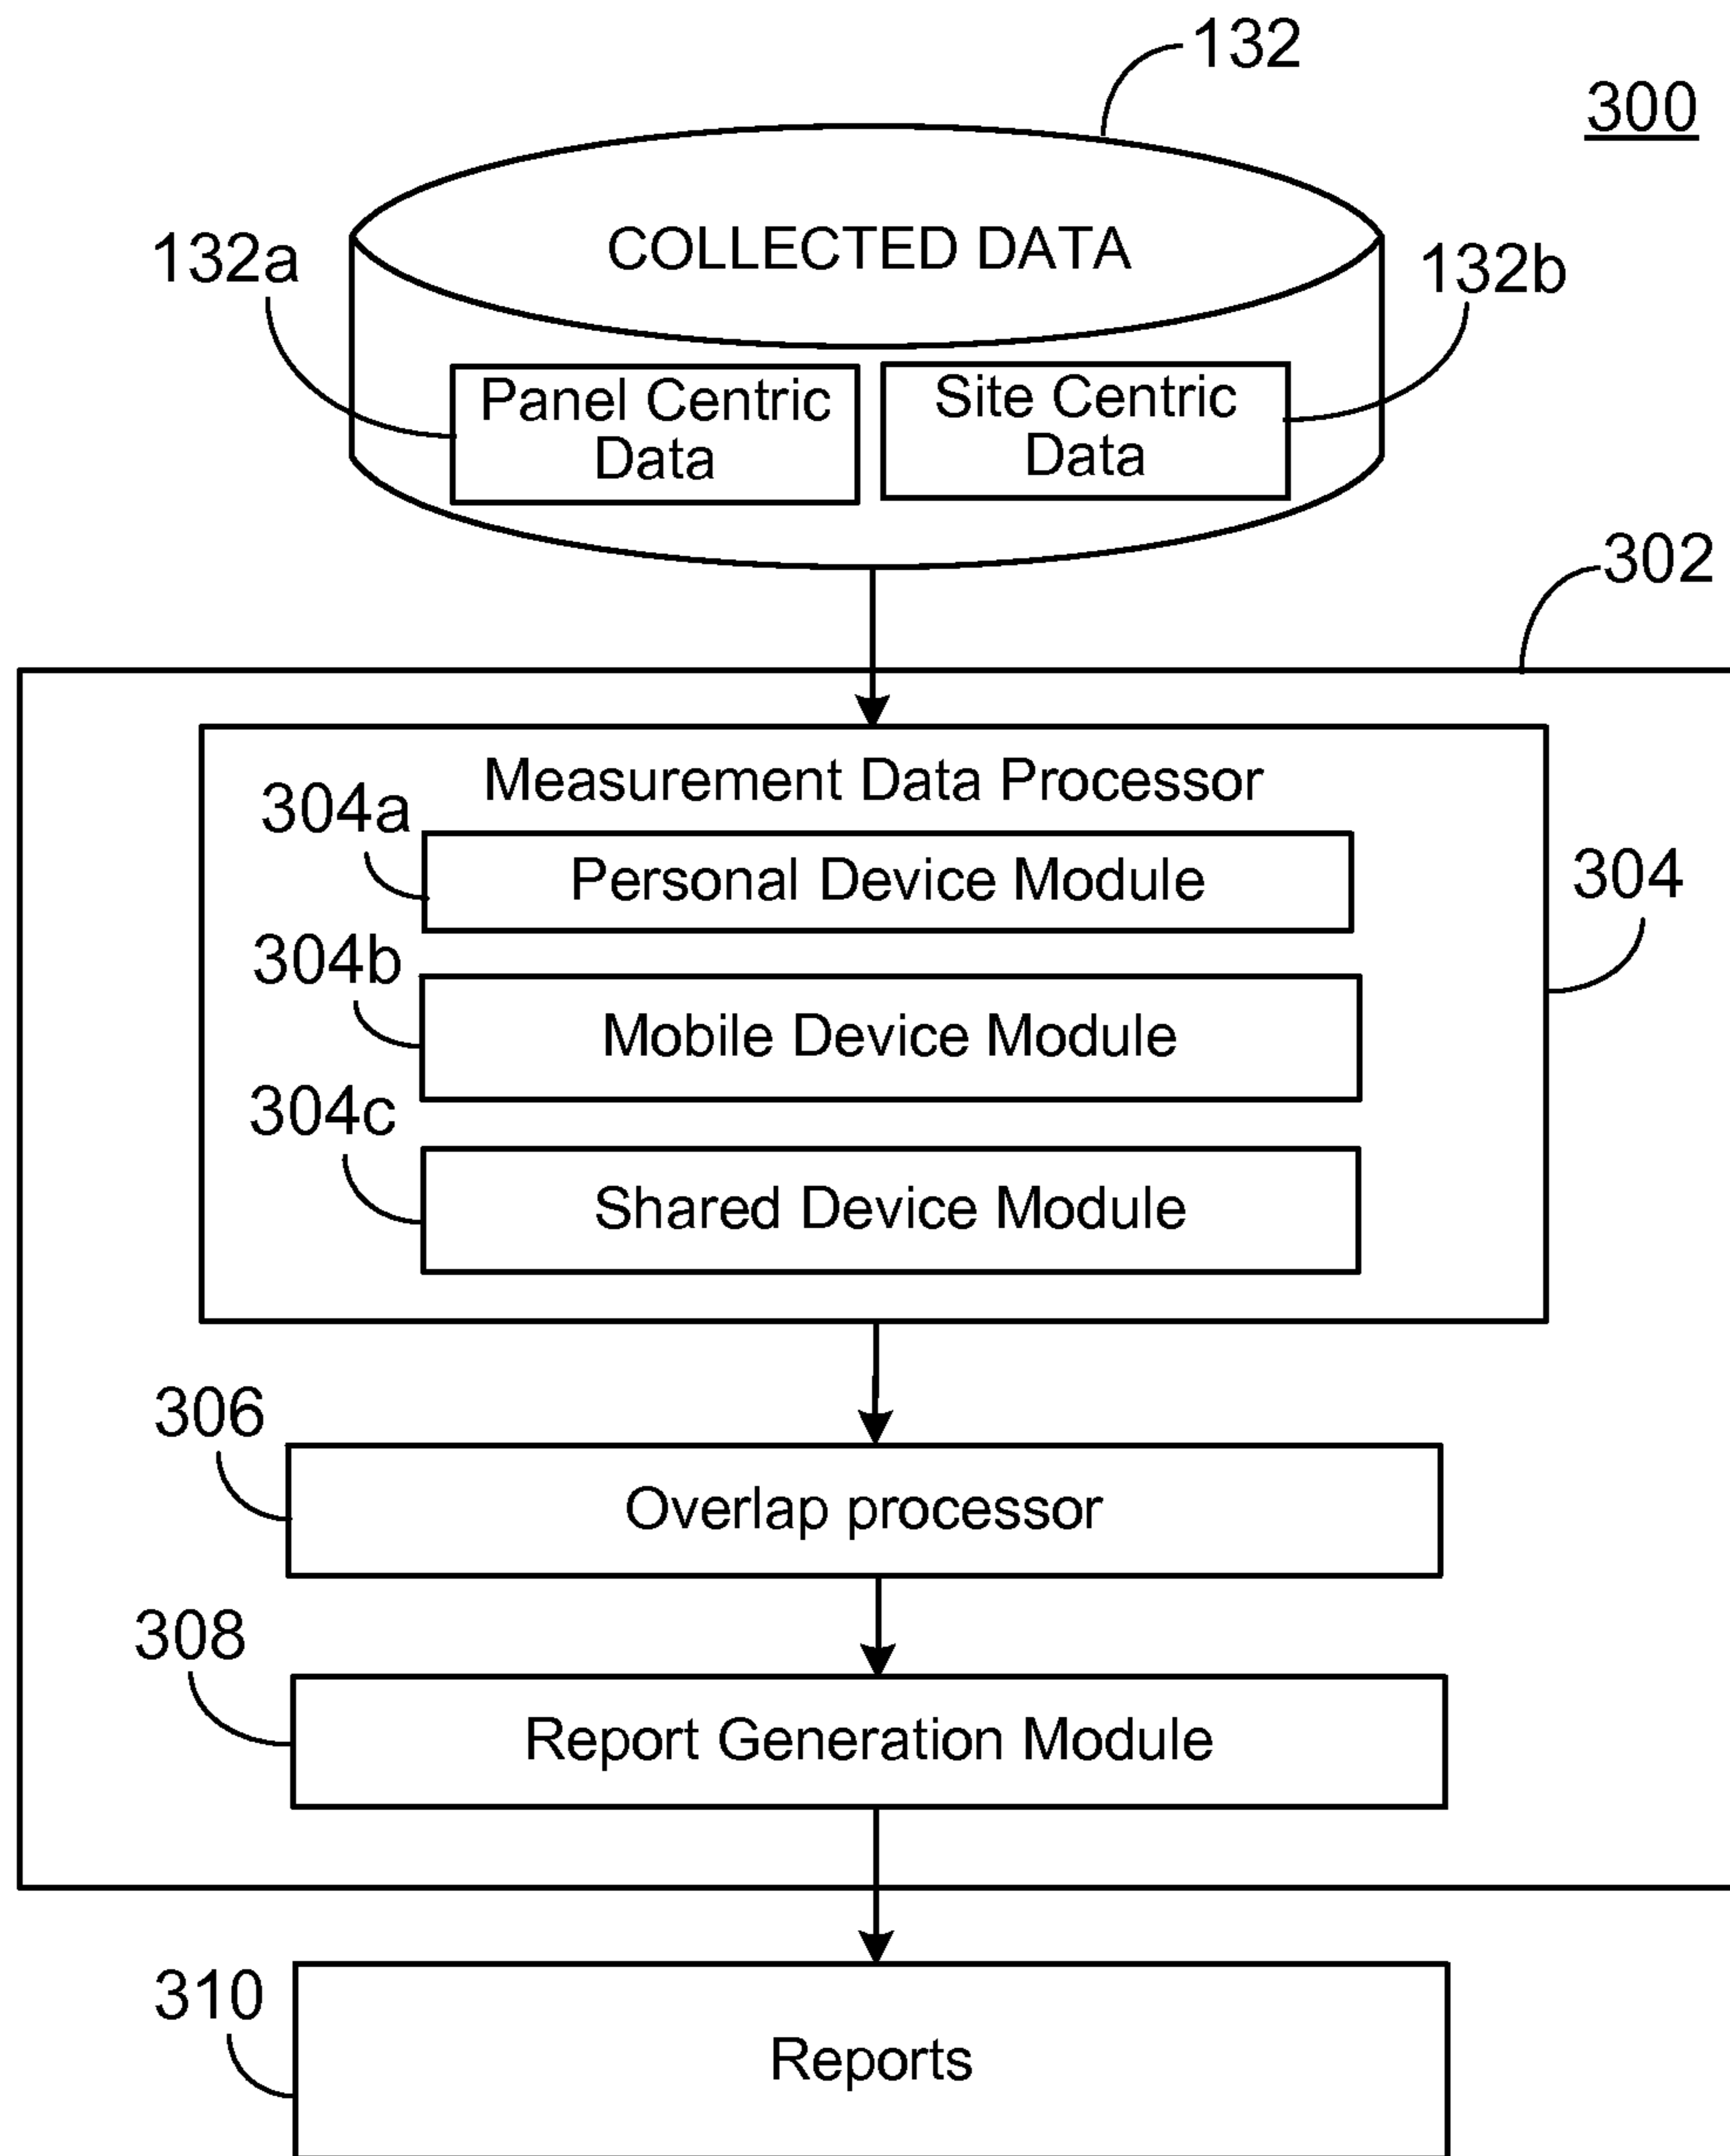 132
300
COLLECTED DATA
132a
132b
Panel Centric
Data
Site Centric
Data
302
Measurement Data Processor
304a
Personal Device Module
304
304b
Mobile Device Module
304c
Shared Device Module
306
Overlap processor
308
Report Generation Module
310
Reports